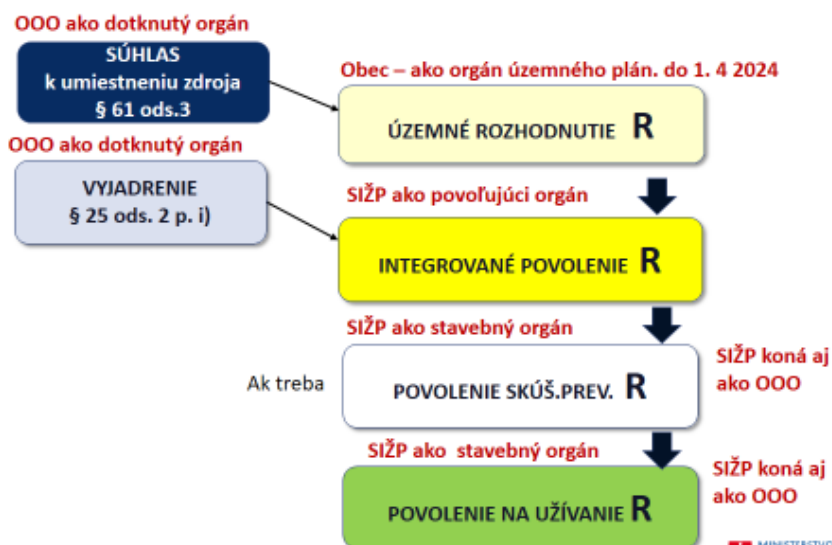 OOO ako dotknutý orgán
SÚHLAS
k umiestneniu zdroja
§ 61 ods.3
Obec – ako orgán územného plán. do 1. 4 2024
ÚZEMNÉ ROZHODNUTIE R
OOO ako dotknutý orgán
VYJADRENIE
§ 25 ods. 2 p. i)
SIŽP ako povoľujúci orgán
INTEGROVANÉ POVOLENIE R
SIŽP ako stavebný orgán
Ak treba
POVOLENIE SKÚŠ.PREV. R
SIŽP koná aj
ako OOO
SIŽP ako stavebný orgán
POVOLENIE NA UŽÍVANIE R
SIŽP koná aj
ako OOO